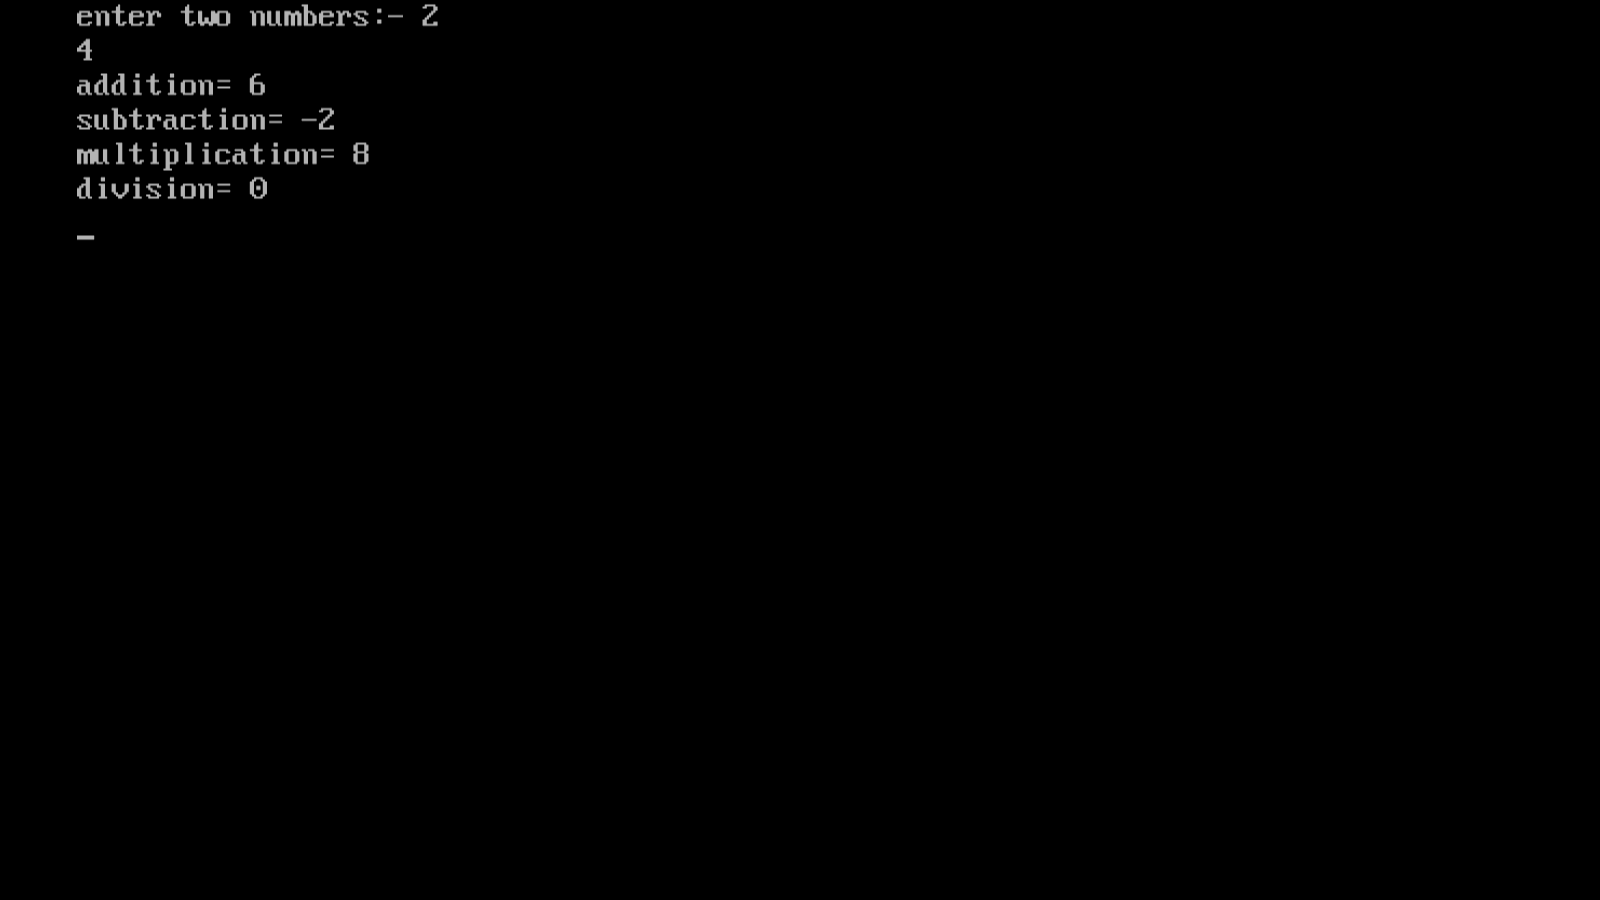 enter two numbers:- 2
4
addition= 6
subtraction= -2
multiplication= 8
division= 0
_